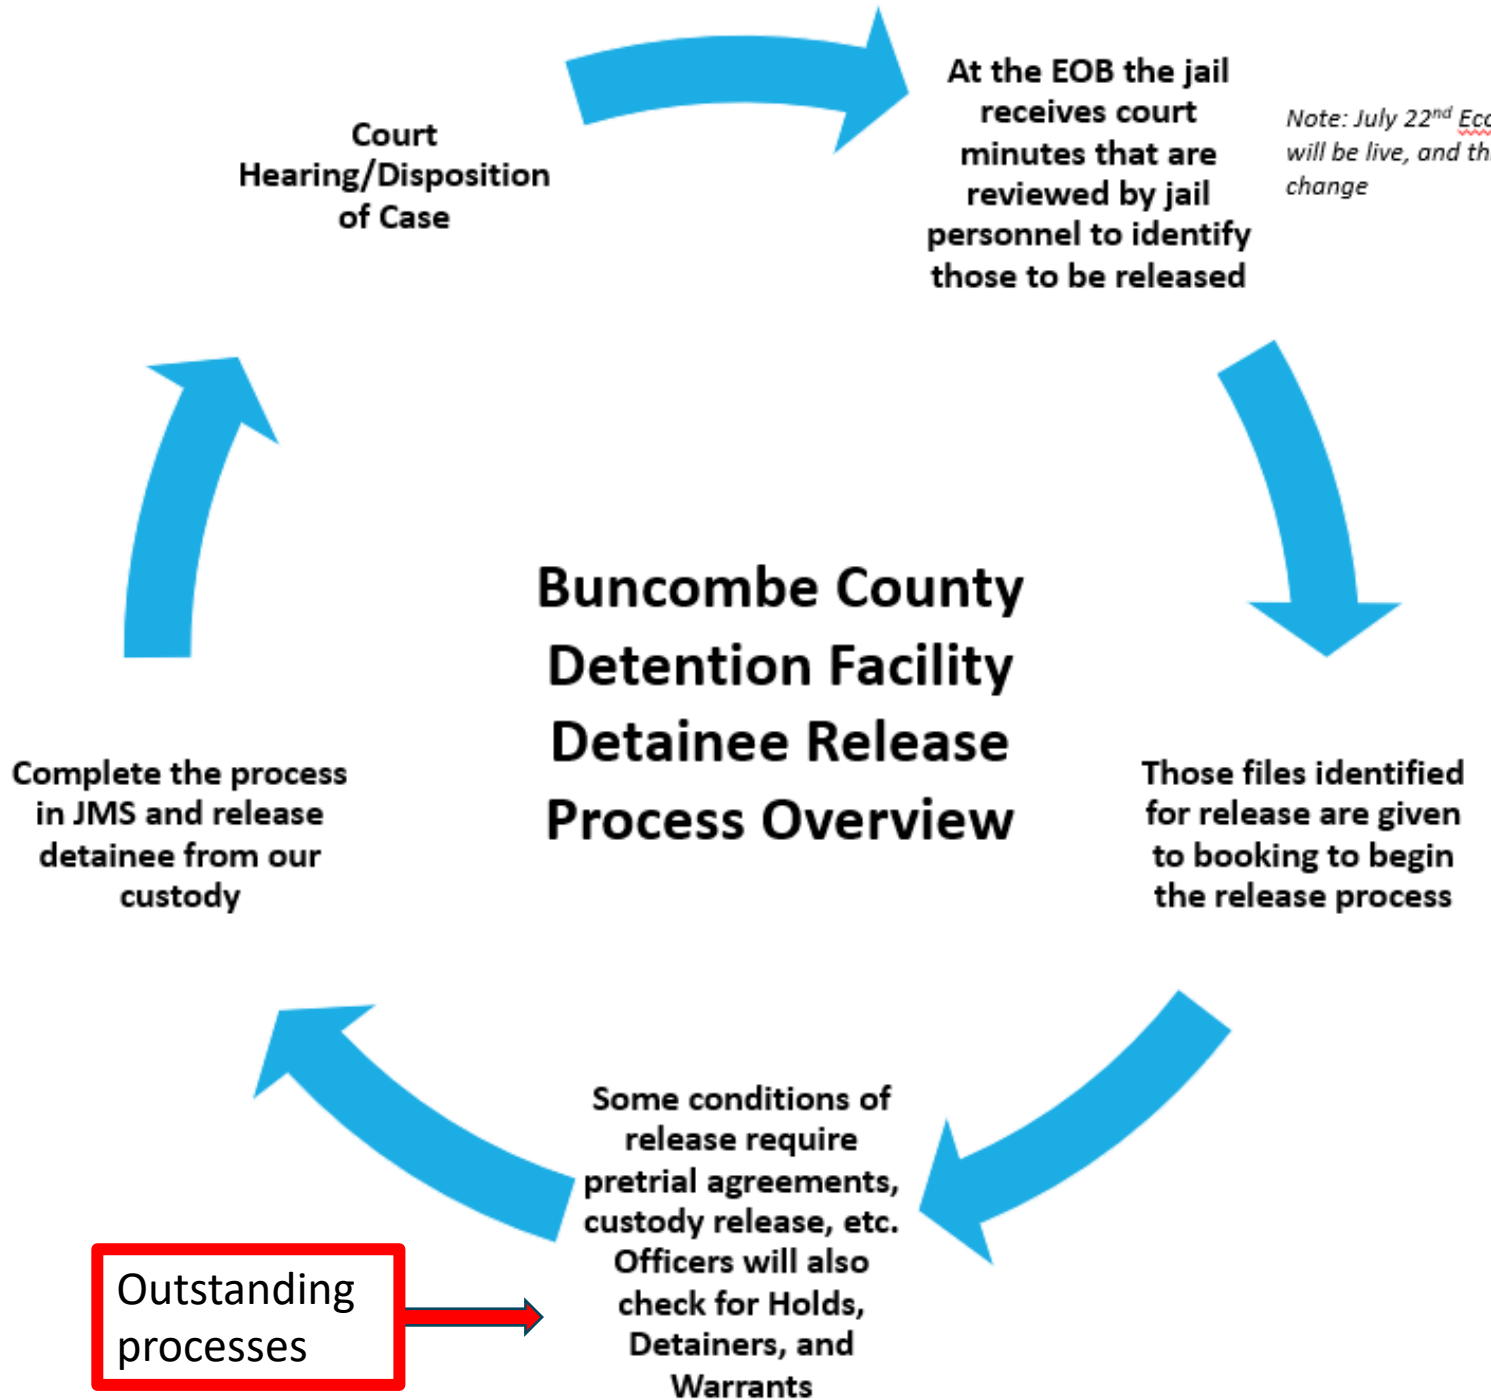 Court
Hearing/Disposition
of Case
At the EOB the jail
receives court
minutes that are
reviewed by jail
personnel to identify
those to be released
Note: July 22nd
will be live, and
change
Buncombe County
Detention Facility
Detainee Release
Process Overview
Complete the process
in JMS and release
detainee from our
custody
Those files identified
for release are given
to booking to begin
the release process
Some conditions of
release require
pretrial agreements,
custody release, etc.
Officers will also
check for Holds,
Detainers, and
Warrants
Outstanding
processes